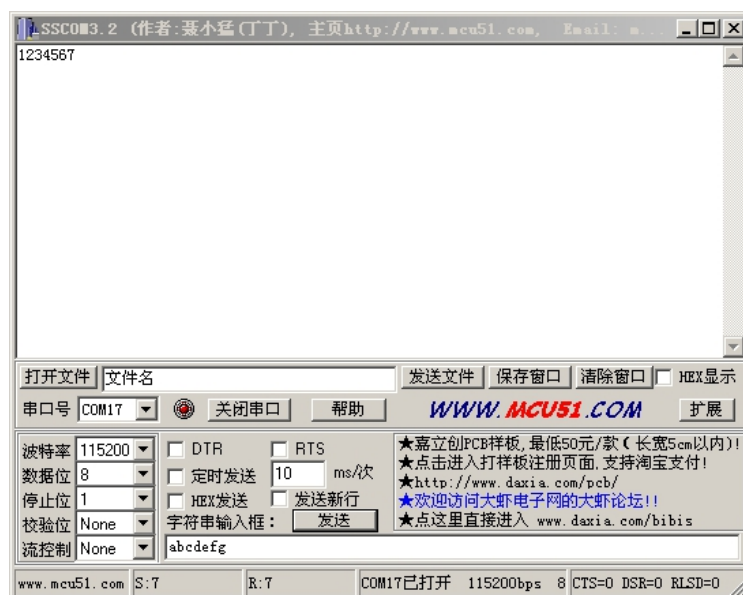 SSCOM3.2 (作者:聂小猛(丁丁), 主页http://www.mcu51.com, Email: m...
1234567
打开文件 文件名 发送文件 保存窗口 清除窗口 HEX显示
串口号 COM17 关闭串口 帮助 WWW.MCU51.COM 扩展
波特率 115200 DTR RTS
数据位 8 定时发送 10 ms/次
停止位 1 HEX发送 发送新行
校验位 None 字符串输入框: 发送
流控制 None abcdefg
★嘉立创PCB样板,最低50元/款(长宽5cm以内)!
★点击进入打样板注册页面.支持淘宝支付!
★http://www.daxia.com/pcb/
★欢迎访问大虾电子网的大虾论坛!!
★点这里直接进入 www.daxia.com/bibis
www.mcu51.com S:7 R:7 COM17已打开 115200bps 8 CTS=0 DSR=0 RLSD=0